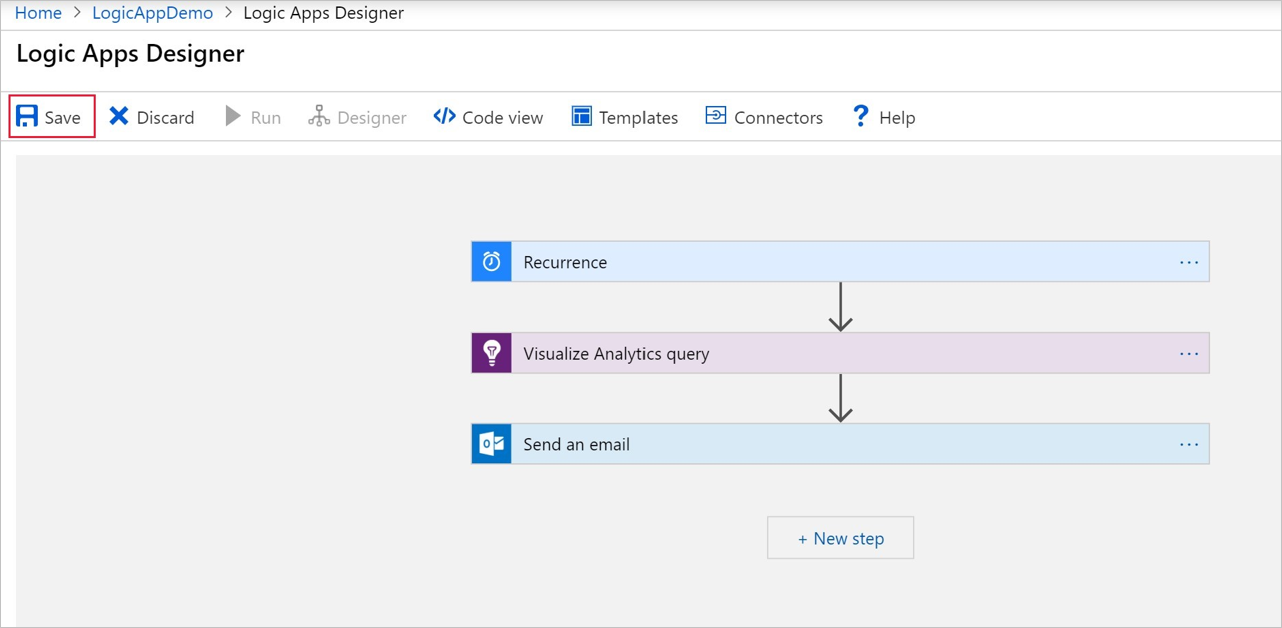 Home > LogicAppDemo > Logic Apps Designer
Logic Apps Designer
Save Discard Run Designer Code view Templates Connectors Help
Recurrence
Visualize Analytics query
Send an email
+ New step